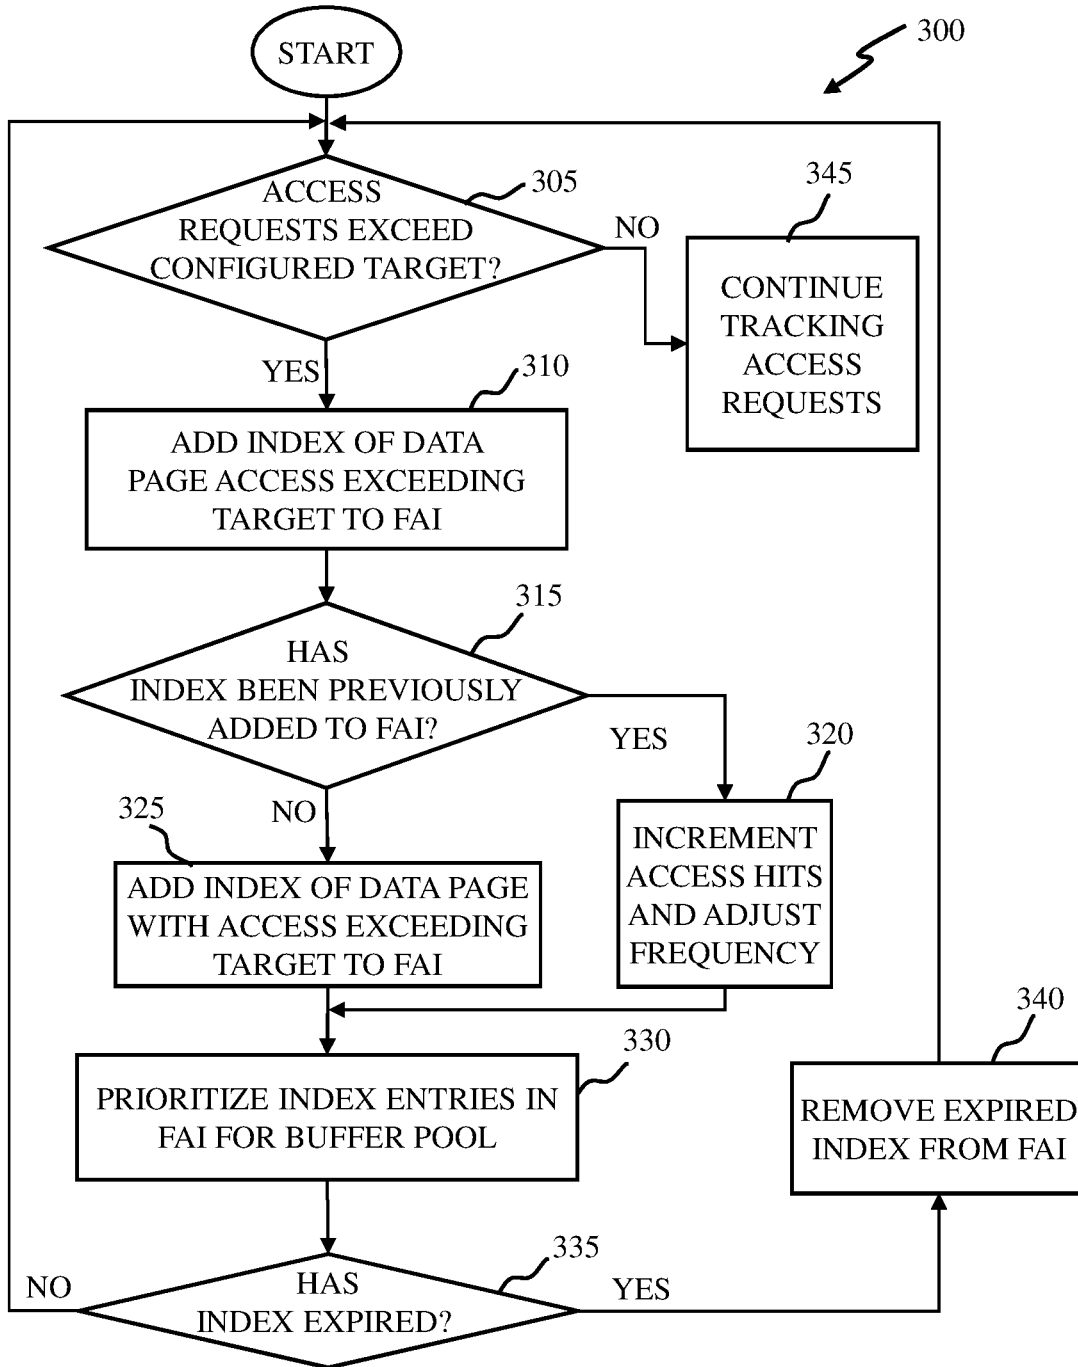 START
300
ACCESS
REQUESTS EXCEED
CONFIGURED TARGET?
305
NO
345
CONTINUE
TRACKING
ACCESS
REQUESTS
YES
310
ADD INDEX OF DATA
PAGE ACCESS EXCEEDING
TARGET TO FAI
315
HAS
INDEX BEEN PREVIOUSLY
ADDED TO FAI?
YES
320
INCREMENT
ACCESS HITS
AND ADJUST
FREQUENCY
NO
325
ADD INDEX OF DATA PAGE
WITH ACCESS EXCEEDING
TARGET TO FAI
330
PRIORITIZE INDEX ENTRIES IN
FAI FOR BUFFER POOL
340
REMOVE EXPIRED
INDEX FROM FAI
335
HAS
INDEX EXPIRED?
NO
YES